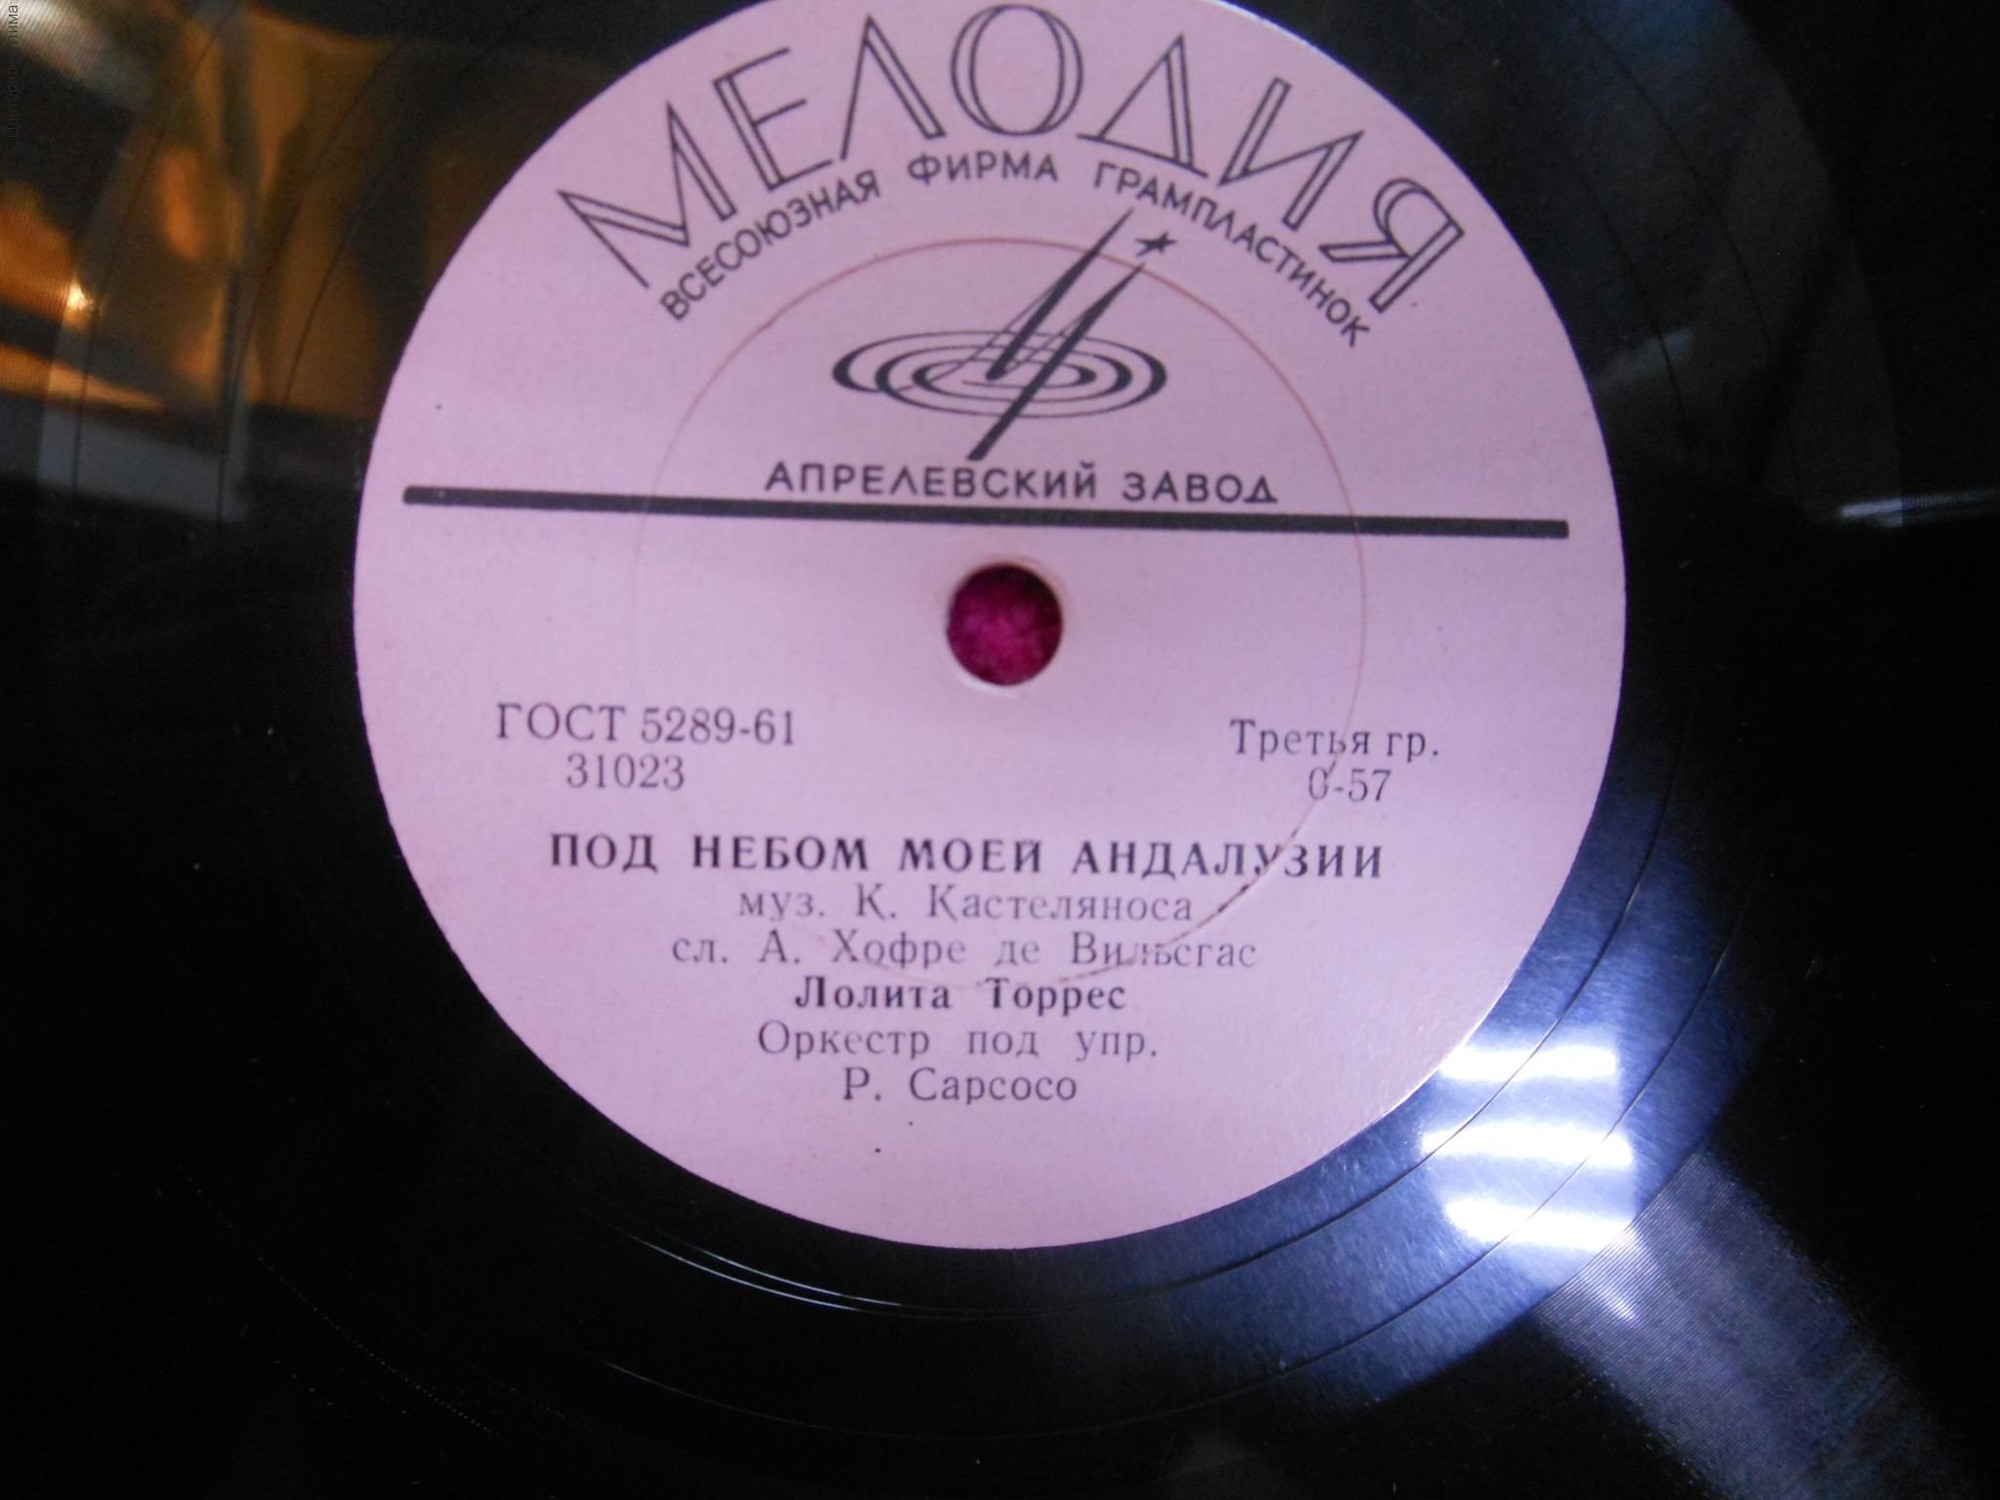 МЕЛОДИЯ
ВСЕСОЮЗНАЯ ФИРМА ГРАМПЛАСТИНОК
АПРЕЛЕВСКИЙ ЗАВОД
ГОСТ 5289-61
31023
Третья гр.
0-57
ПОД НЕБОМ МОЕЙ АНДАЛУЗИИ
муз. К. Кастеляноса
сл. А. Хофре де Вильегас
Лолита Торрес
Оркестр под упр.
Р. Сарсосо